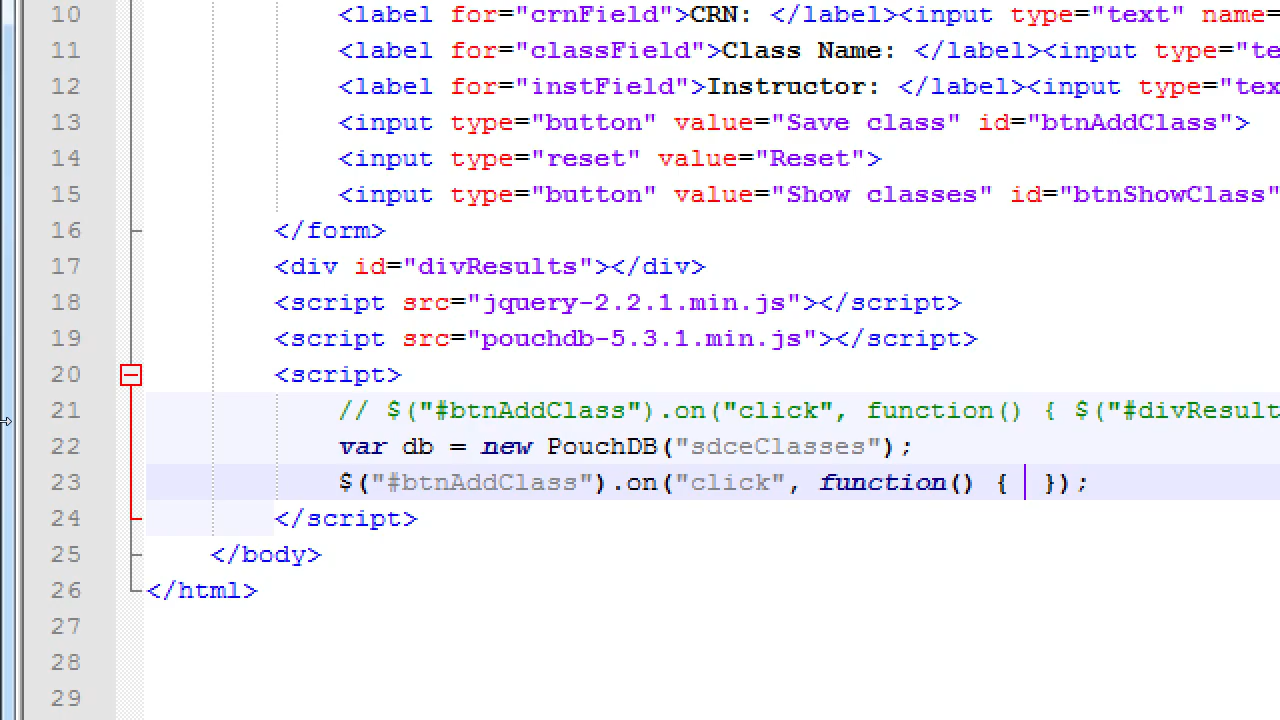 10 <label for="crnField">CRN: </label><input type="text" name=
11 <label for="classField">Class Name: </label><input type="te
12 <label for="instField">Instructor: </label><input type="tex
13 <input type="button" value="Save class" id="btnAddClass">
14 <input type="reset" value="Reset">
15 <input type="button" value="Show classes" id="btnShowClass"
16 </form>
17 <div id="divResults"></div>
18 <script src="jquery-2.2.1.min.js"></script>
19 <script src="pouchdb-5.3.1.min.js"></script>
20 <script>
21 // $("#btnAddClass").on("click", function() { $("#divResult
22 var db = new PouchDB("sdceClasses");
23 $("#btnAddClass").on("click", function() { });
24 </script>
25 </body>
26 </html>
27
28
29